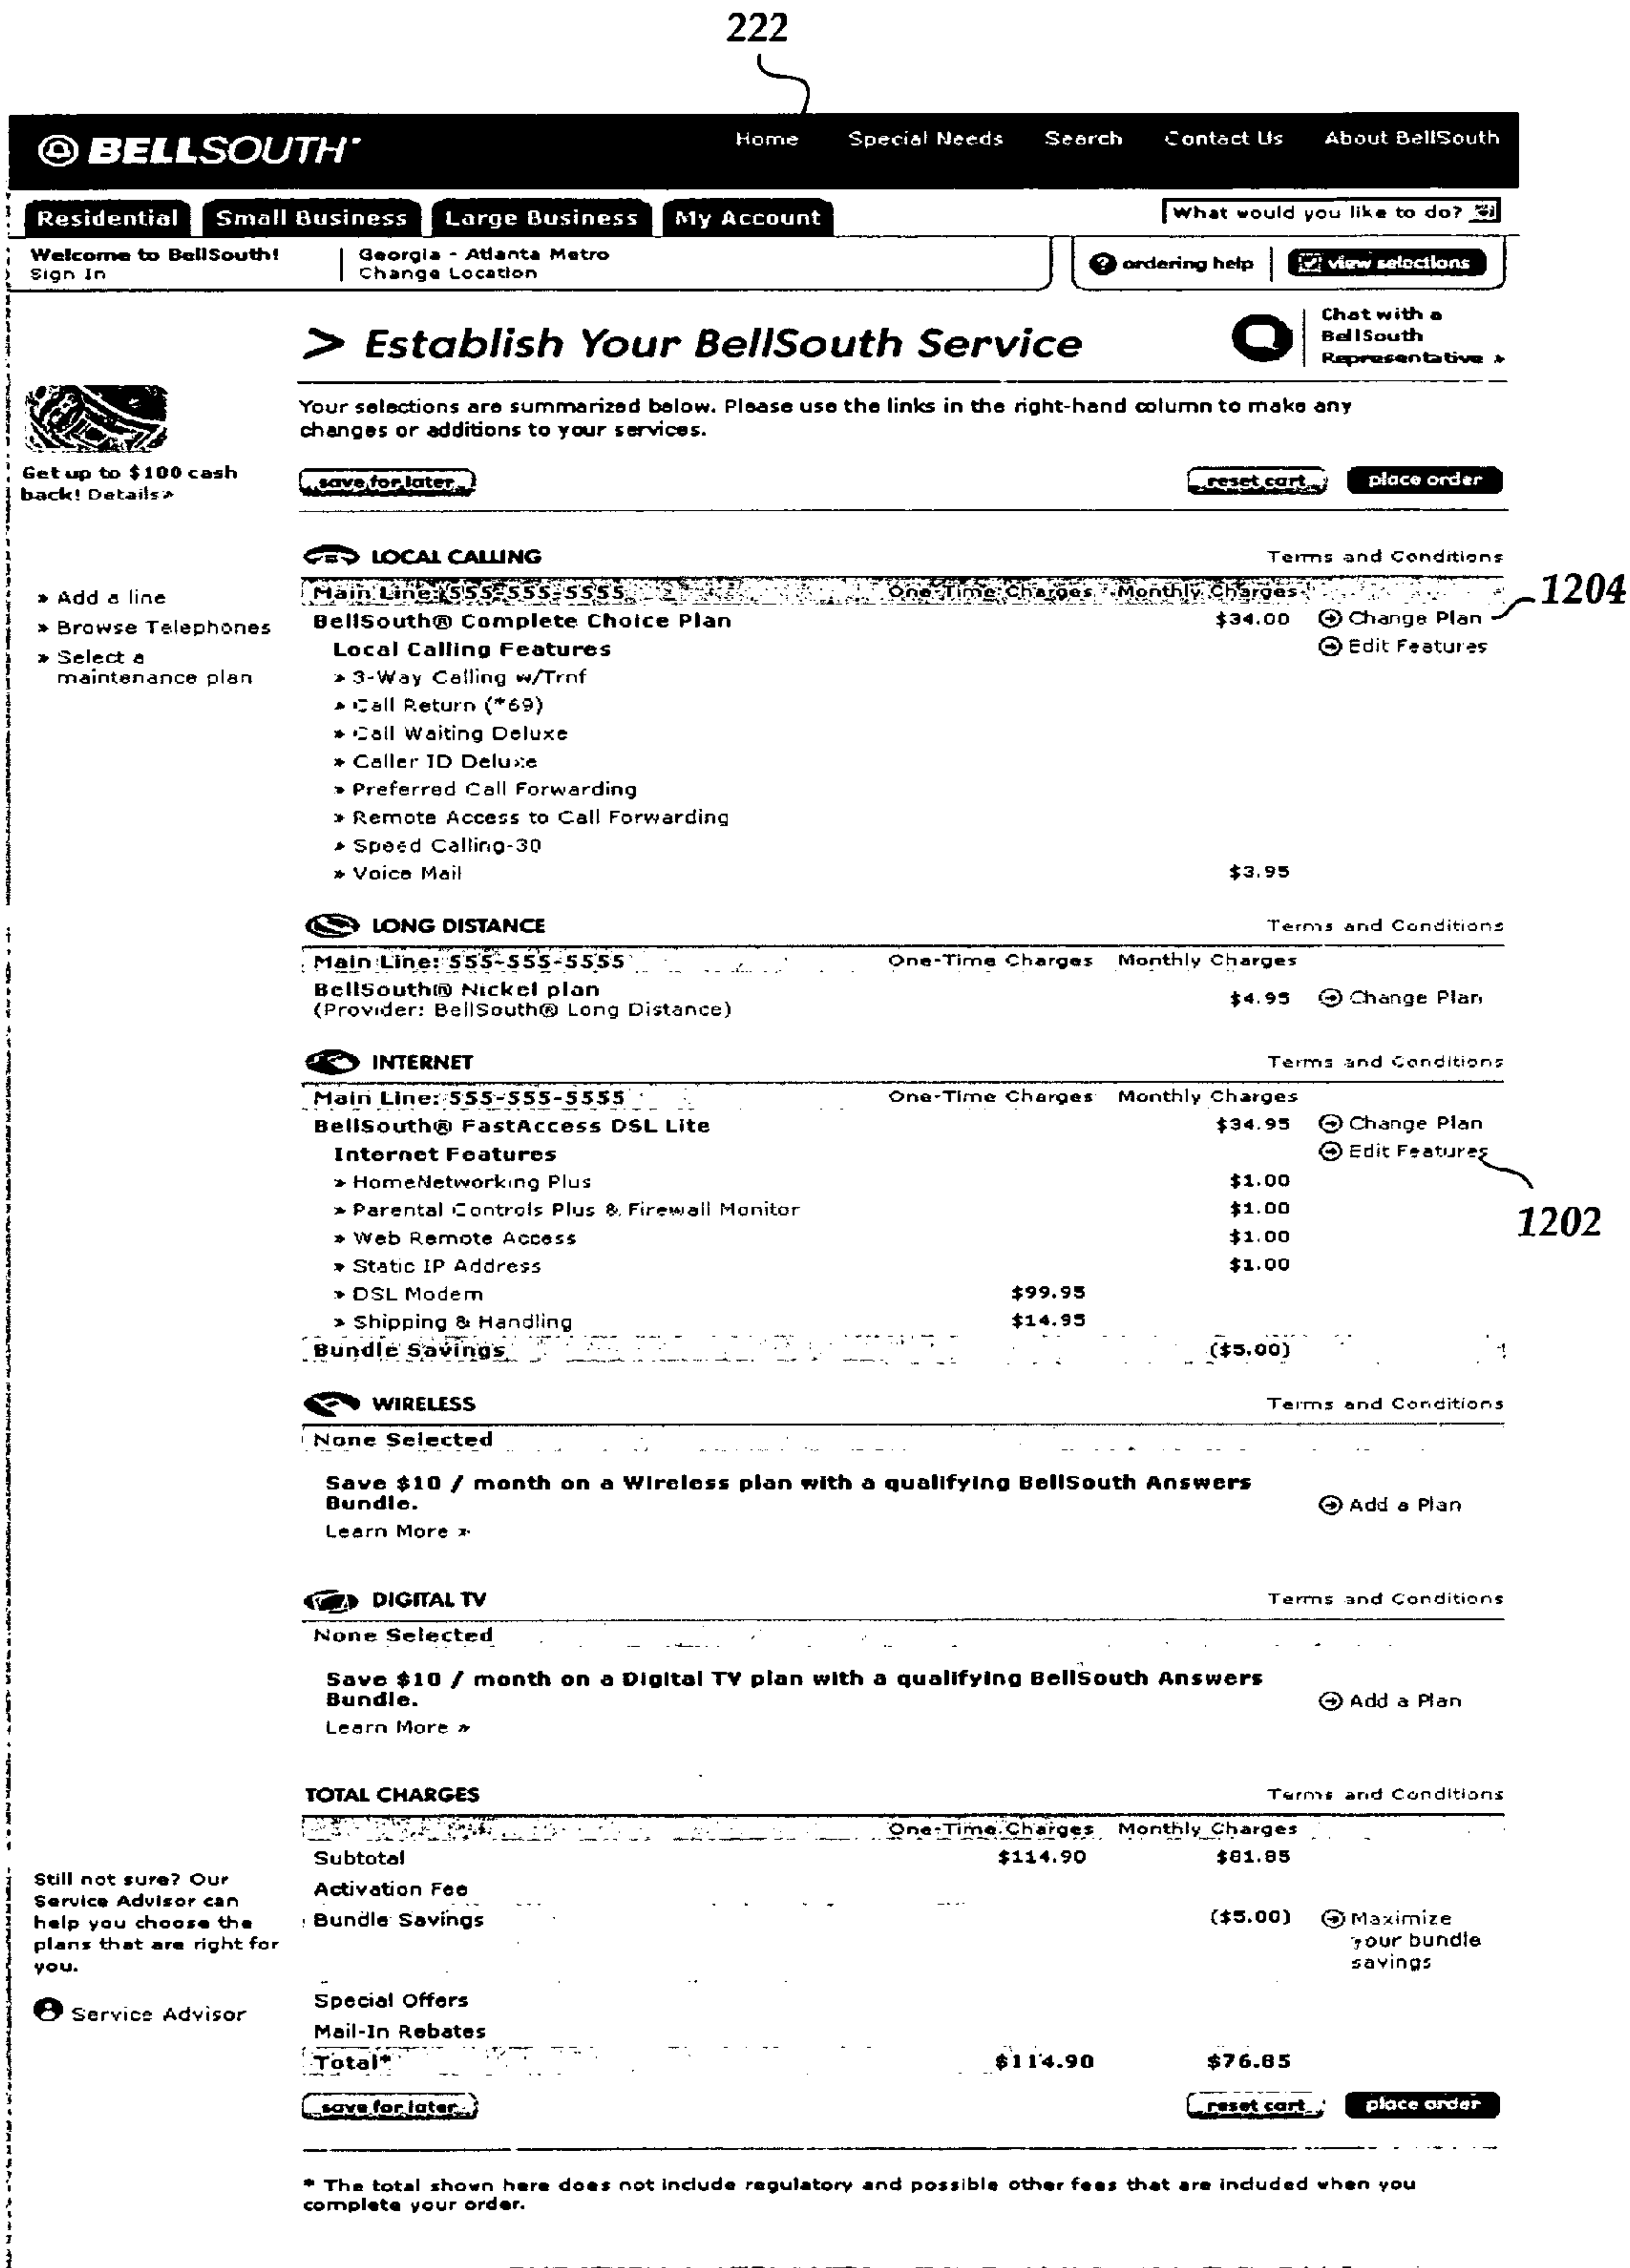 222
BELLSOUTH
Home Special Needs Search Contact Us About BellSouth
Residential Small Business Large Business My Account What would you like to do?
Welcome to BellSouth! Georgia - Atlanta Metro
Sign In Change Location
ordering help view selections
> Establish Your BellSouth Service
Chat with a
BellSouth
Representative »
Your selections are summarized below. Please use the links in the right-hand column to make any
changes or additions to your services.
Get up to $100 cash
back! Details »
save for later reset cart place order
LOCAL CALLING Terms and Conditions
» Add a line
» Browse Telephones
» Select a
maintenance plan
Main Line: 555-555-5555 One-Time Charges Monthly Charges
1204
BellSouth® Complete Choice Plan $34.00 Change Plan
Local Calling Features Edit Features
» 3-Way Calling w/Trnf
» Call Return (*69)
» Call Waiting Deluxe
» Caller ID Deluxe
» Preferred Call Forwarding
» Remote Access to Call Forwarding
» Speed Calling-30
» Voice Mail $3.95
LONG DISTANCE Terms and Conditions
Main Line: 555-555-5555 One-Time Charges Monthly Charges
BellSouth® Nickel plan
(Provider: BellSouth® Long Distance) $4.95 Change Plan
INTERNET Terms and Conditions
Main Line: 555-555-5555 One-Time Charges Monthly Charges
BellSouth® FastAccess DSL Lite $34.95 Change Plan
Internet Features Edit Features
» HomeNetworking Plus $1.00
» Parental Controls Plus & Firewall Monitor $1.00
1202
» Web Remote Access $1.00
» Static IP Address $1.00
» DSL Modem $99.95
» Shipping & Handling $14.95
Bundle Savings ($5.00)
WIRELESS Terms and Conditions
None Selected
Save $10 / month on a Wireless plan with a qualifying BellSouth Answers
Bundle. Add a Plan
Learn More »
DIGITAL TV Terms and Conditions
None Selected
Save $10 / month on a Digital TV plan with a qualifying BellSouth Answers
Bundle. Add a Plan
Learn More »
TOTAL CHARGES Terms and Conditions
One-Time Charges Monthly Charges
Subtotal $114.90 $81.85
Activation Fee
Bundle Savings ($5.00) Maximize
your bundle
savings
Still not sure? Our
Service Advisor can
help you choose the
plans that are right for
you.
Service Advisor
Special Offers
Mail-In Rebates
Total* $114.90 $76.85
save for later reset cart place order
* The total shown here does not include regulatory and possible other fees that are included when you
complete your order.